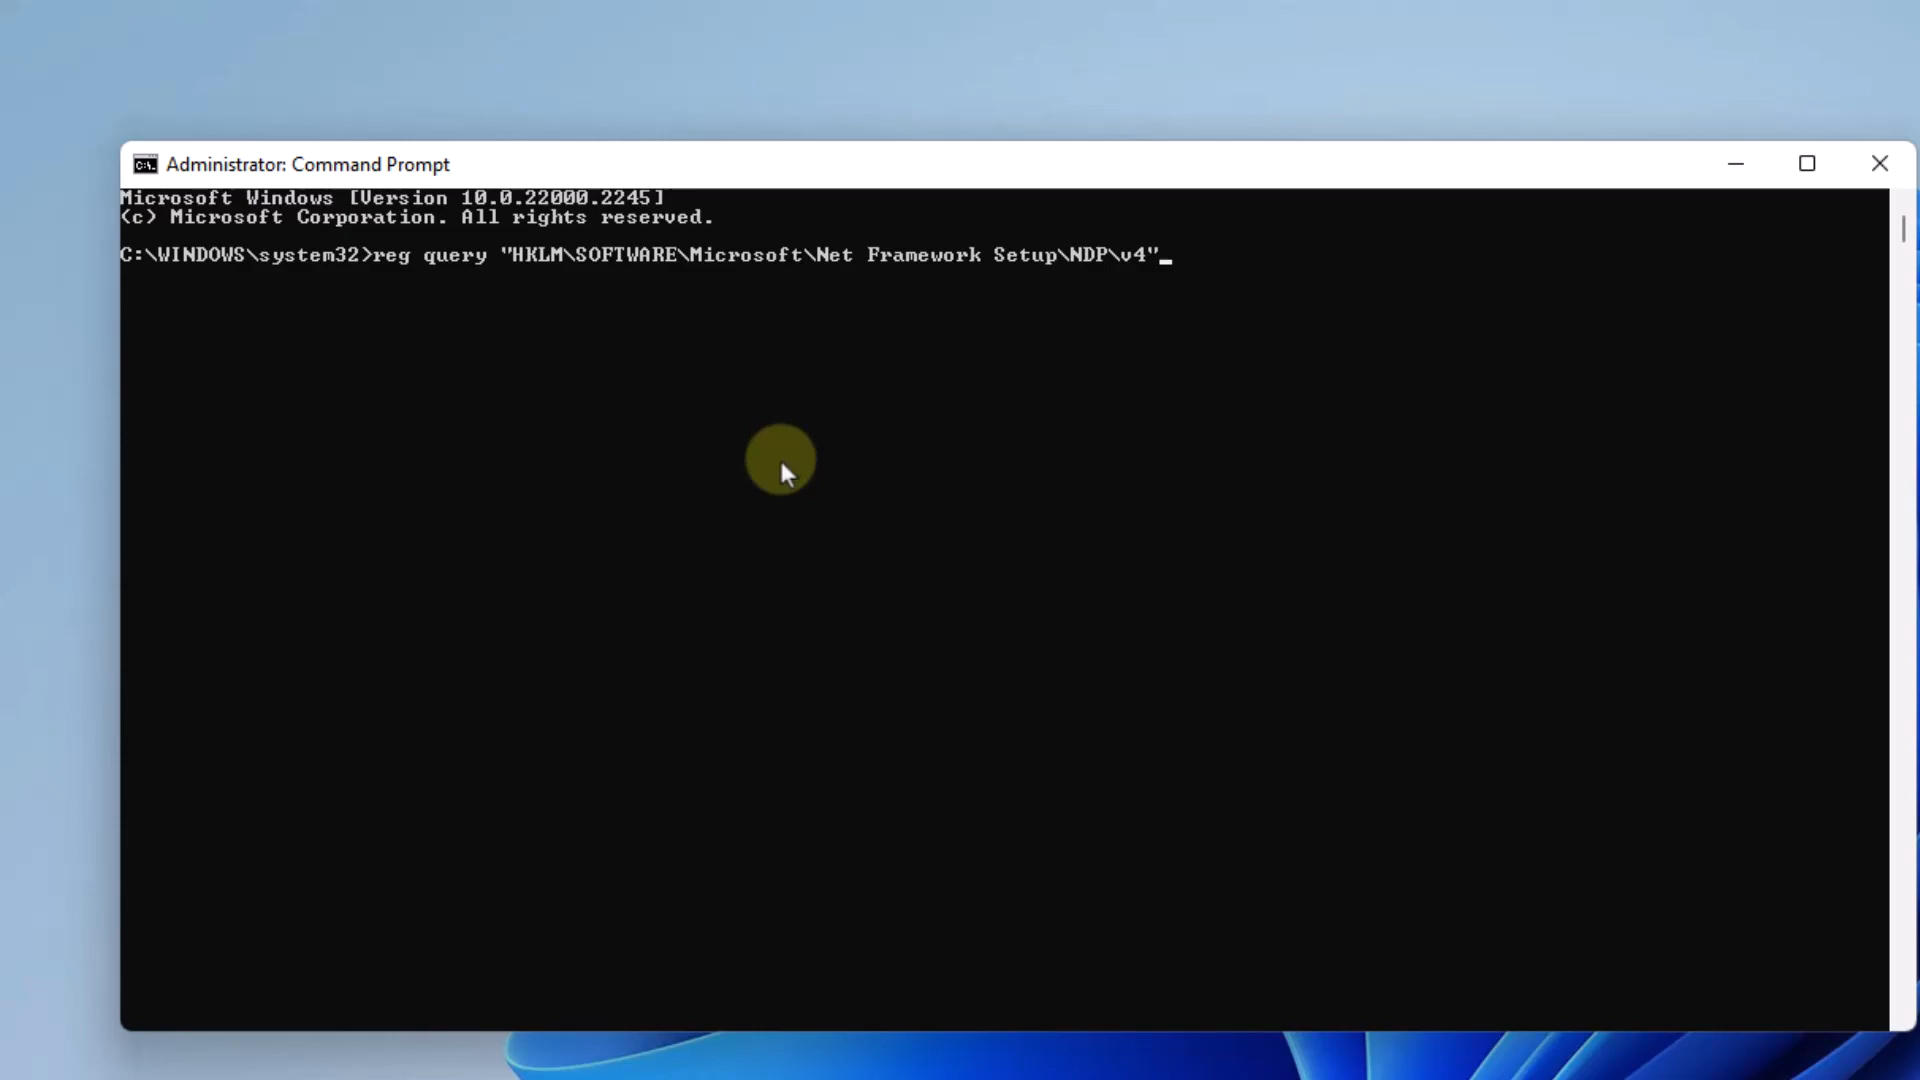 Administrator: Command Prompt
Microsoft Windows [Version 10.0.22000.2245]
(c) Microsoft Corporation. All rights reserved.
C:\WINDOWS\system32>reg query "HKLM\SOFTWARE\Microsoft\Net Framework Setup\NDP\v4"